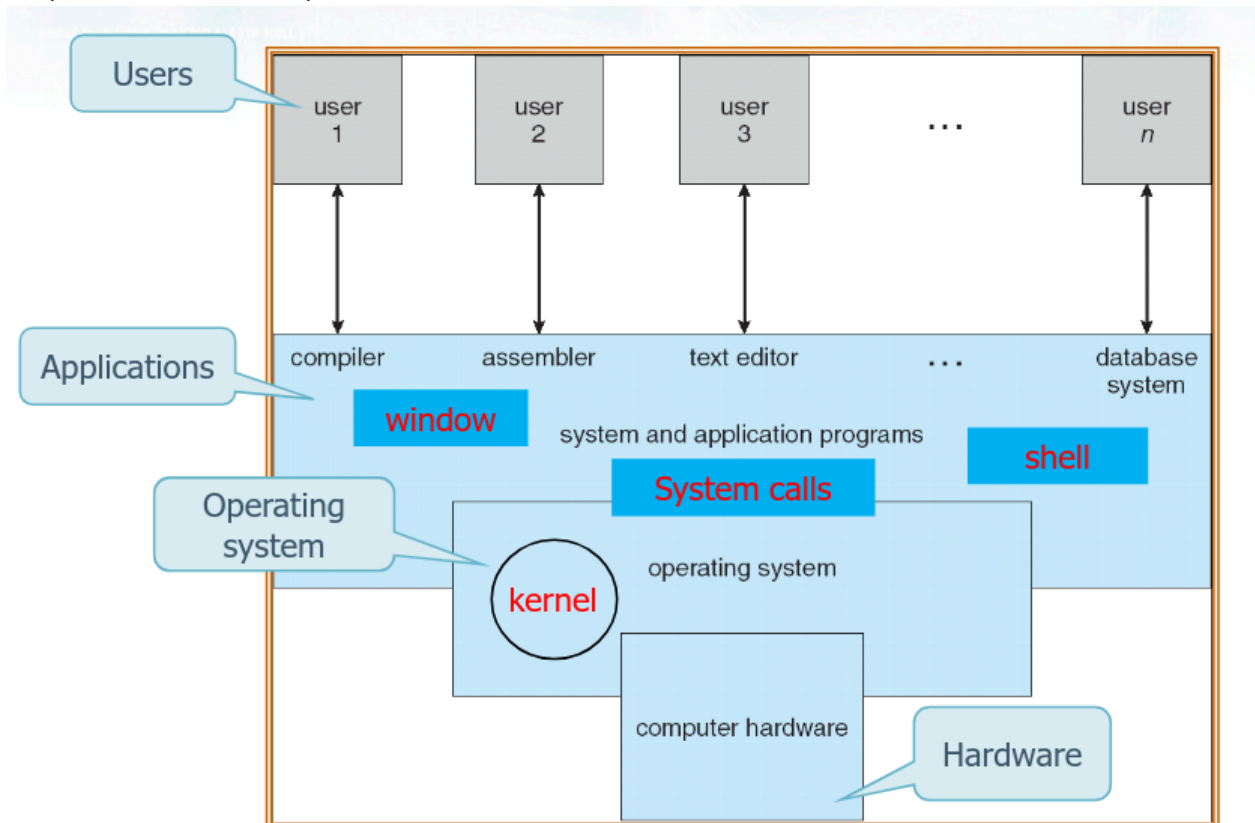 Users
user
1
user
2
user
3
...
user
n
Applications
compiler
assembler
text editor
...
database
system
window
system and application programs
shell
System calls
Operating
system
operating system
kernel
computer hardware
Hardware